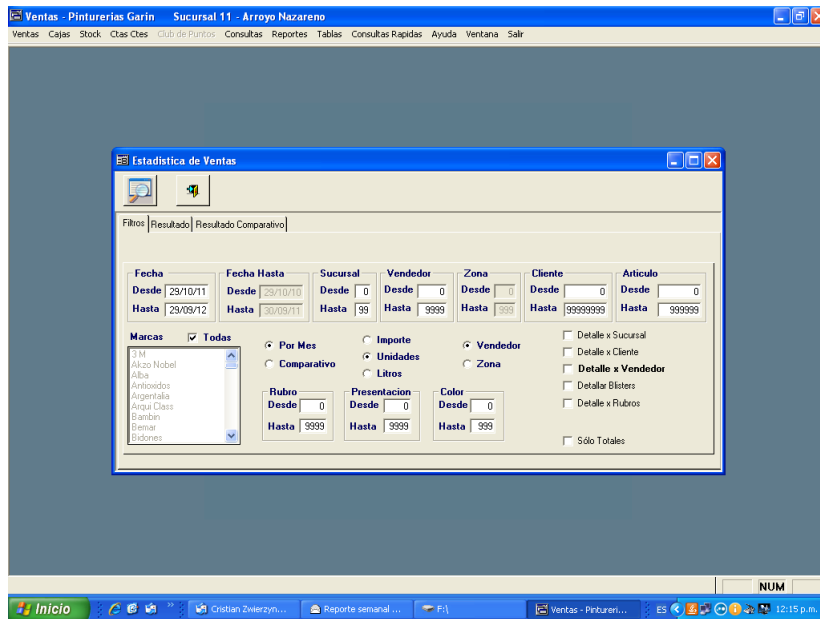 Ventas - Pinturerias Garin Sucursal 11 - Arroyo Nazareno
Ventas Cajas Stock Ctas Ctes Club de Puntos Consultas Reportes Tablas Consultas Rapidas Ayuda Ventana Salir
Estadistica de Ventas
Filtros Resultado Resultado Comparativo
Fecha Fecha Hasta Sucursal Vendedor Zona Cliente Articulo
Desde 29/10/11 Desde 29/10/10 Desde 0 Desde 0 Desde 0 Desde 0 Desde 0
Hasta 29/09/12 Hasta 30/09/11 Hasta 99 Hasta 9999 Hasta 999 Hasta 99999999 Hasta 999999
Marcas Todas
3 M
Akzo Nobel
Alba
Antioxidos
Argentalia
Arqui Class
Bambin
Bemar
Bidones
Por Mes
Comparativo
Importe
Unidades
Litros
Vendedor
Zona
Detalle x Sucursal
Detalle x Cliente
Detalle x Vendedor
Detallar Blisters
Detalle x Rubros
Sólo Totales
Rubro Presentacion Color
Desde 0 Desde 0 Desde 0
Hasta 9999 Hasta 9999 Hasta 999
NUM
Inicio Cristian Zwierzyn... Reporte semanal ... F:\ Ventas - Pintureri... ES 12:15 p.m.